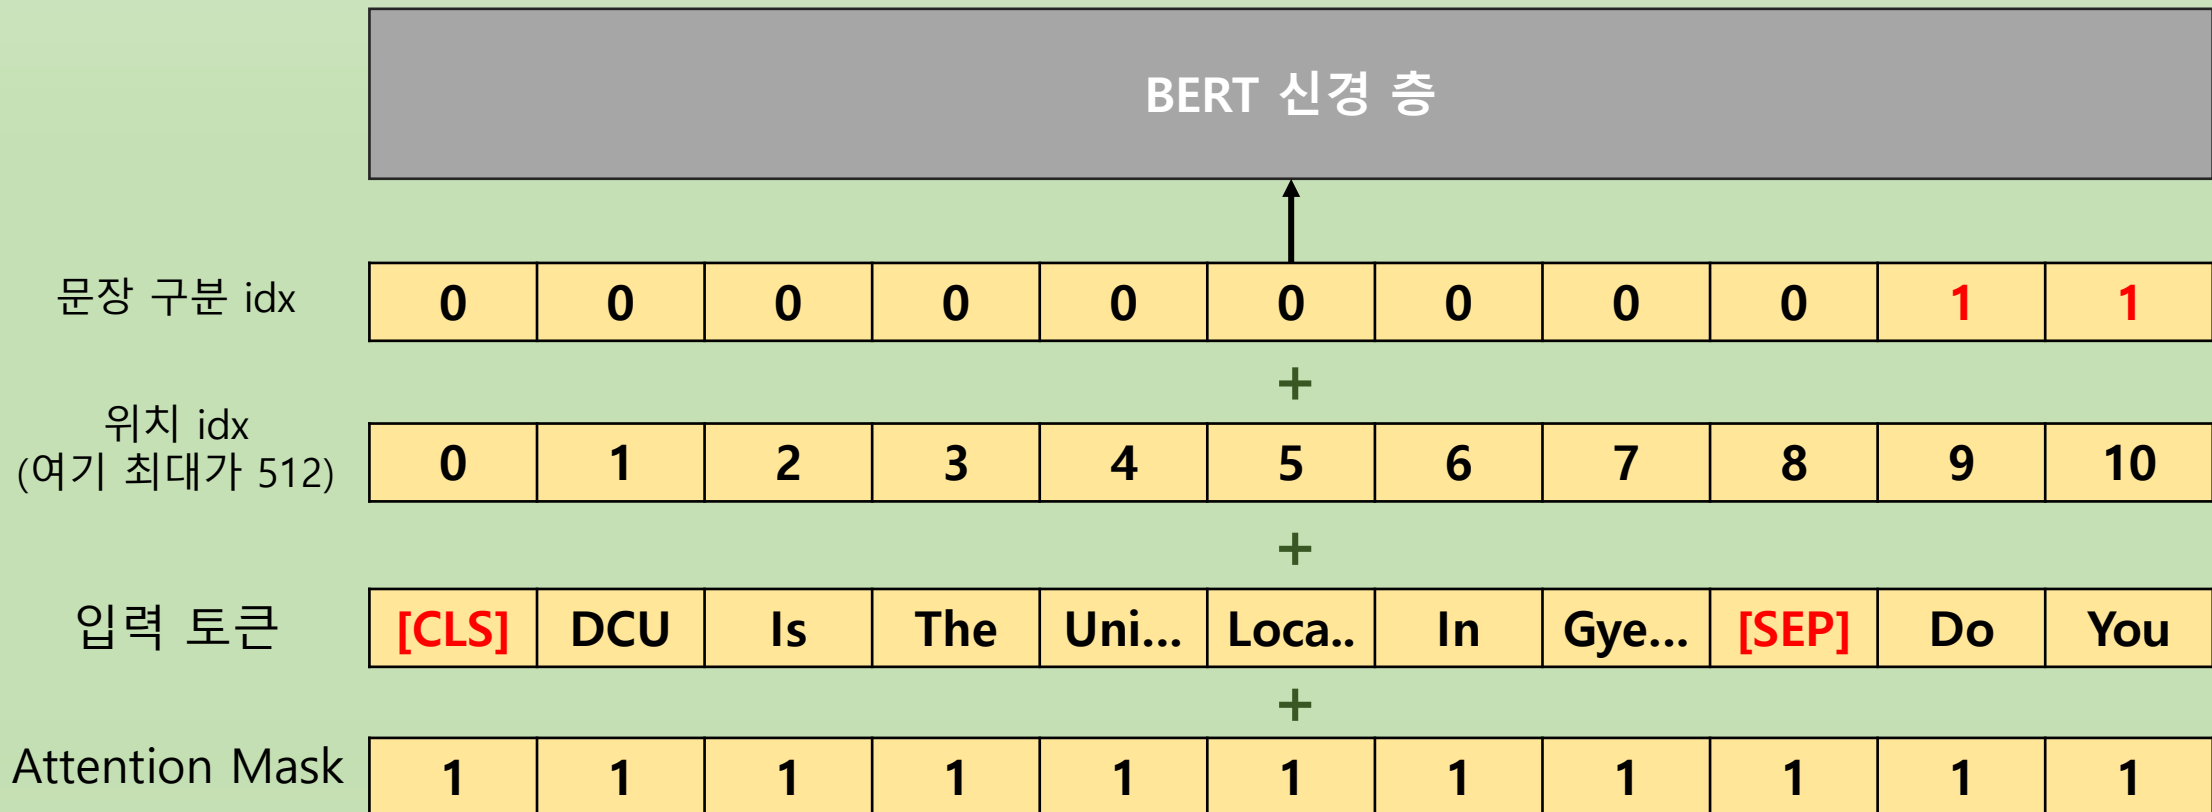 BERT 신경 층
문장 구분 idx 0 0 0 0 0 0 0 0 0 1 1
+
위치 idx
(여기 최대가 512) 0 1 2 3 4 5 6 7 8 9 10
+
입력 토큰 [CLS] DCU Is The Uni... Loca.. In Gye... [SEP] Do You
+
Attention Mask 1 1 1 1 1 1 1 1 1 1 1